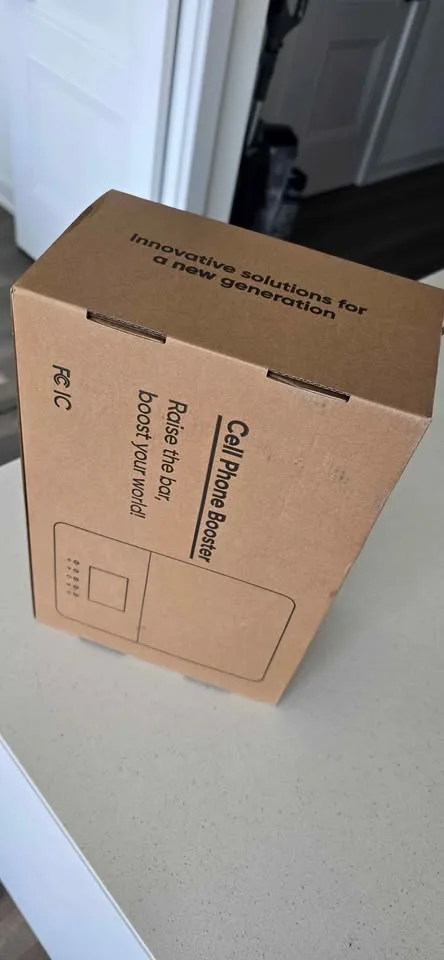 Innovative solutions for
a new generation
Cell Phone Booster
Raise the bar,
boost your world!!
FC IC